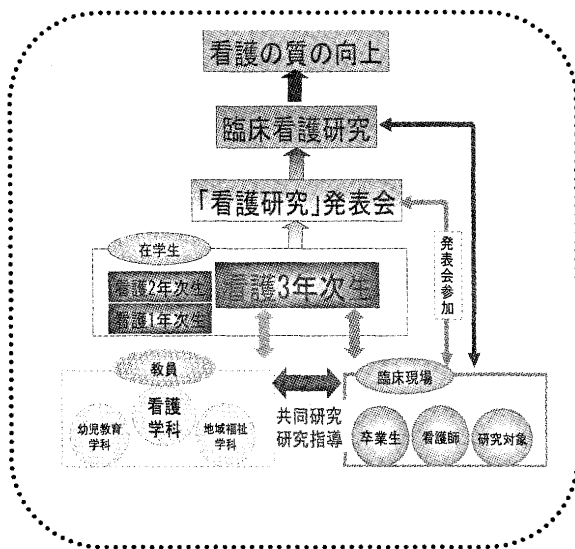 看護の質の向上
臨床看護研究
「看護研究」発表会
在学生
看護2年次生
看護3年次生
看護1年次生
発表会参加
教員
看護
学科
幼児教育
学科
地域福祉
学科
共同研究
研究指導
臨床現場
卒業生
看護師
研究対象